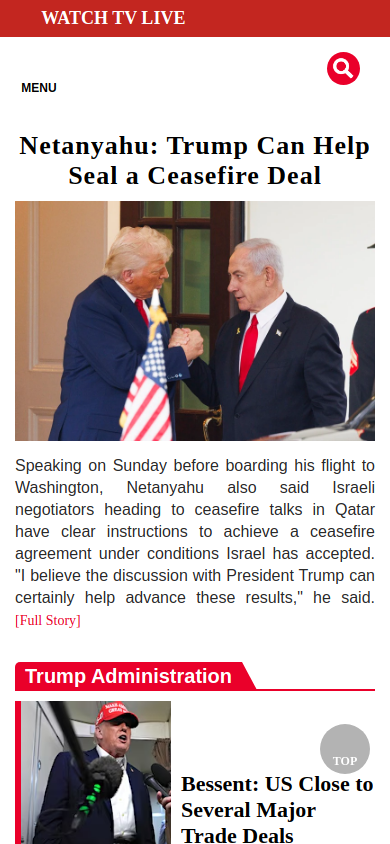 WATCH TV LIVE
MENU
Netanyahu: Trump Can Help
Seal a Ceasefire Deal
Speaking on Sunday before boarding his flight to
Washington, Netanyahu also said Israeli
negotiators heading to ceasefire talks in Qatar
have clear instructions to achieve a ceasefire
agreement under conditions Israel has accepted.
"I believe the discussion with President Trump can
certainly help advance these results," he said.
[Full Story]
Trump Administration
TOP
Bessent: US Close to
Several Major
Trade Deals